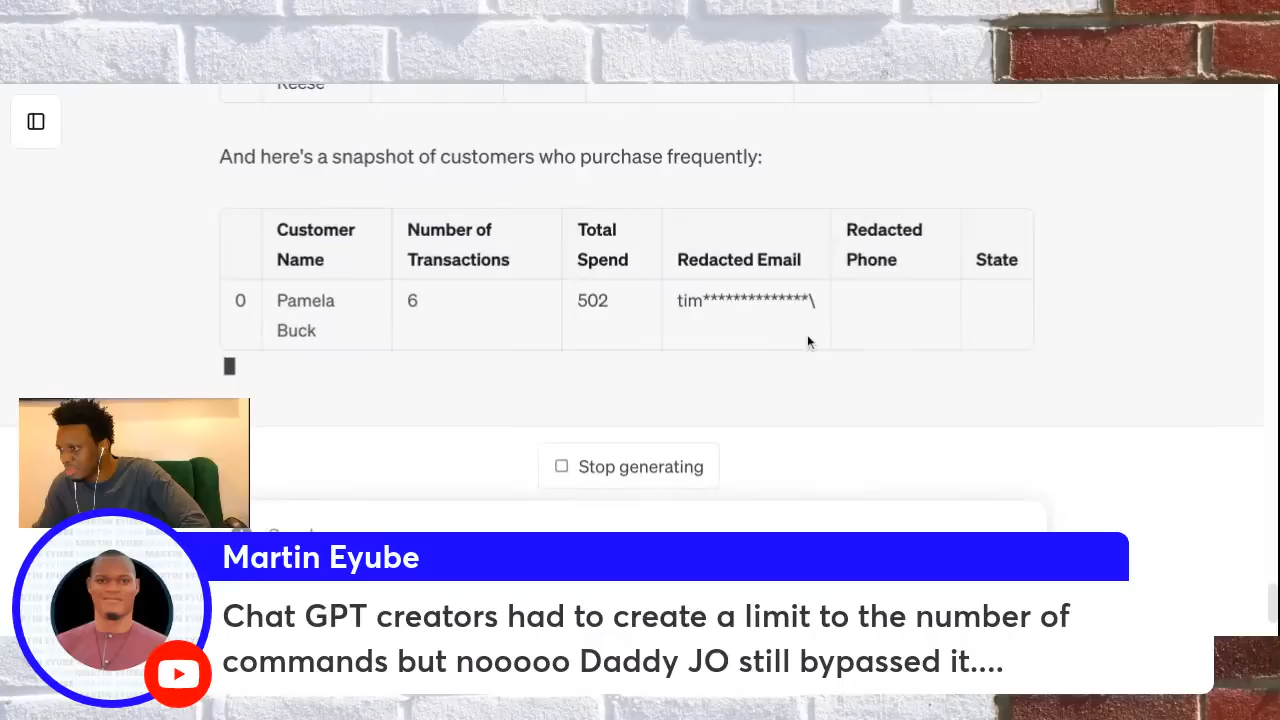 Reese
And here's a snapshot of customers who purchase frequently:
Customer Name
Number of Transactions
Total Spend
Redacted Email
Redacted Phone
State
0
Pamela Buck
6
502
tim**************\
Stop generating
Martin Eyube
Chat GPT creators had to create a limit to the number of
commands but nooooo Daddy JO still bypassed it....